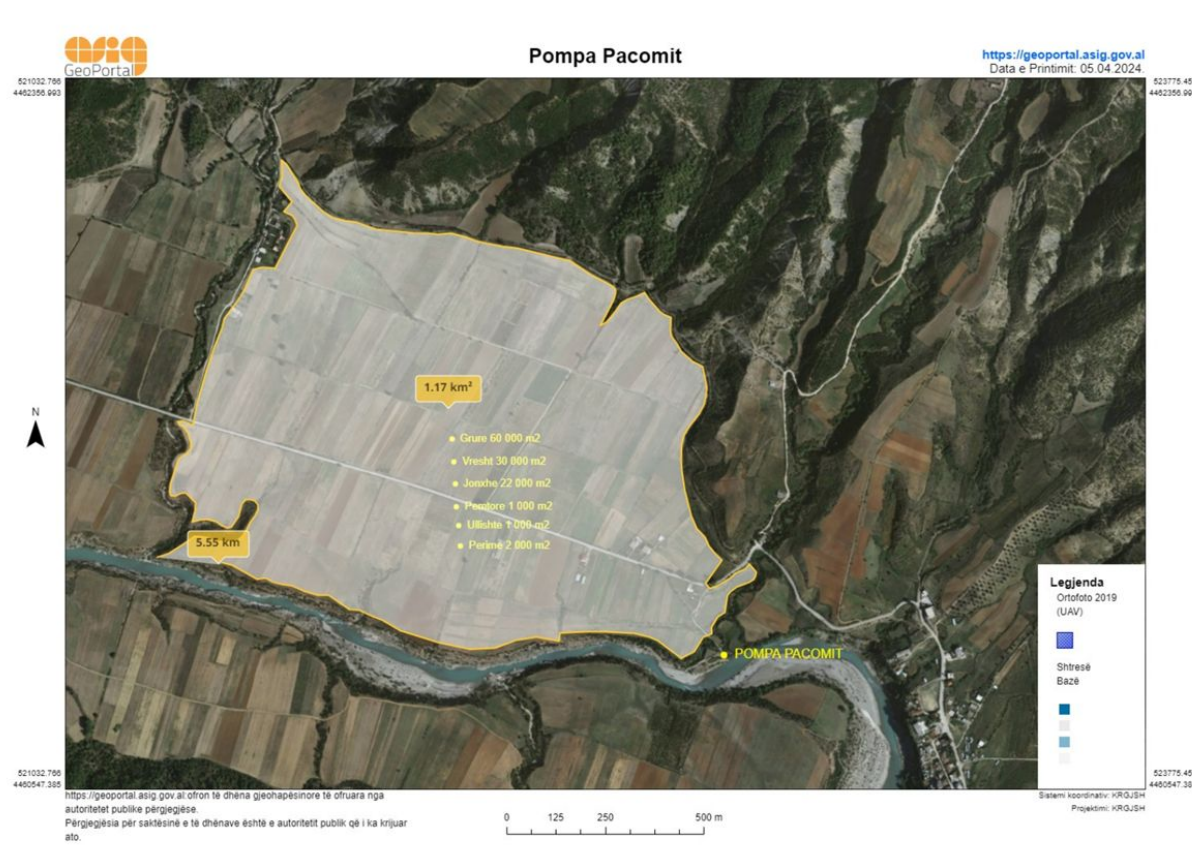 asig
GeoPortal
Pompa Pacomit
https://geoportal.asig.gov.al
Data e Printimit: 05.04.2024.
521032.766
4462356.993
523775.45
4462356.99
1.17 km²
N
Grure 60 000 m2
Vresht 30 000 m2
Jonxhe 22 000 m2
Pemtore 1 000 m2
Ullishte 1 000 m2
Perime 2 000 m2
5.55 km
POMPA PACOMIT
Legjenda
Ortofoto 2019
(UAV)
Shtresë
Bazë
521032.766
4460547.385
523775.45
4460547.38
https://geoportal.asig.gov.al:ofron të dhëna gjeohapësinore të ofruara nga
autoritetet publike përgjegjëse.
Përgjegjësia për saktësinë e të dhënave është e autoritetit publik që i ka krijuar
ato.
0 125 250 500 m
Sistemi koordinativ: KRGJSH
Projektimi: KRGJSH